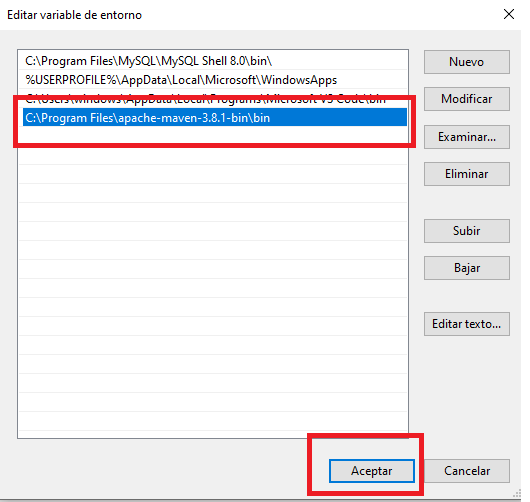 Editar variable de entorno
C:\Program Files\MySQL\MySQL Shell 8.0\bin\
%USERPROFILE%\AppData\Local\Microsoft\WindowsApps
C:\Users\windows\AppData\Local\Programs\Microsoft VS Code\bin
C:\Program Files\apache-maven-3.8.1-bin\bin
Nuevo
Modificar
Examinar...
Eliminar
Subir
Bajar
Editar texto...
Aceptar
Cancelar